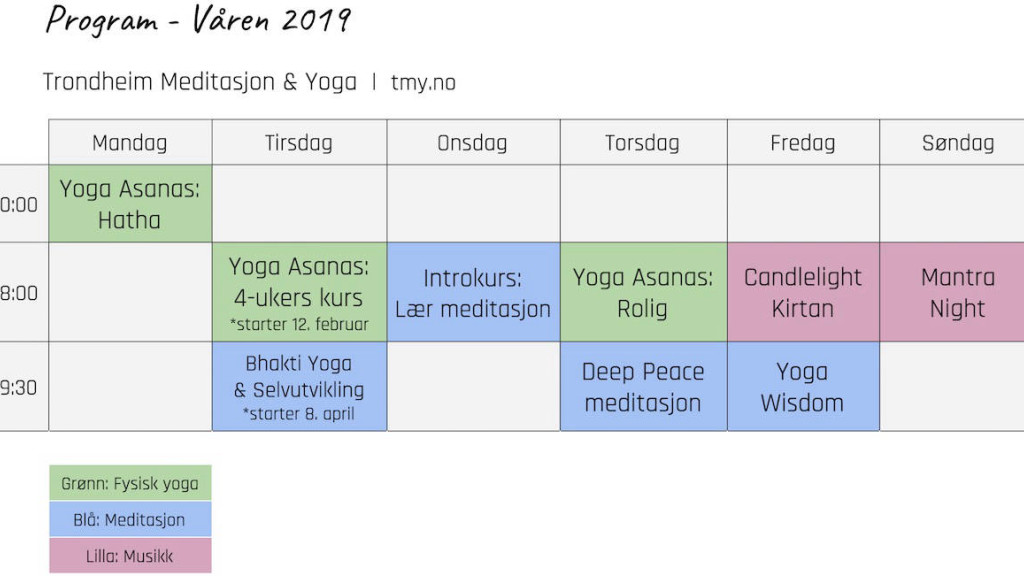 Program - Våren 2019
Trondheim Meditasjon & Yoga | tmy.no
Mandag Tirsdag Onsdag Torsdag Fredag Søndag
0:00
Yoga Asanas:
Hatha
8:00
Yoga Asanas:
4-ukers kurs
*starter 12. februar
Introkurs:
Lær meditasjon
Yoga Asanas:
Rolig
Candlelight
Kirtan
Mantra
Night
9:30
Bhakti Yoga
& Selvutvikling
*starter 8. april
Deep Peace
meditasjon
Yoga
Wisdom
Grønn: Fysisk yoga
Blå: Meditasjon
Lilla: Musikk